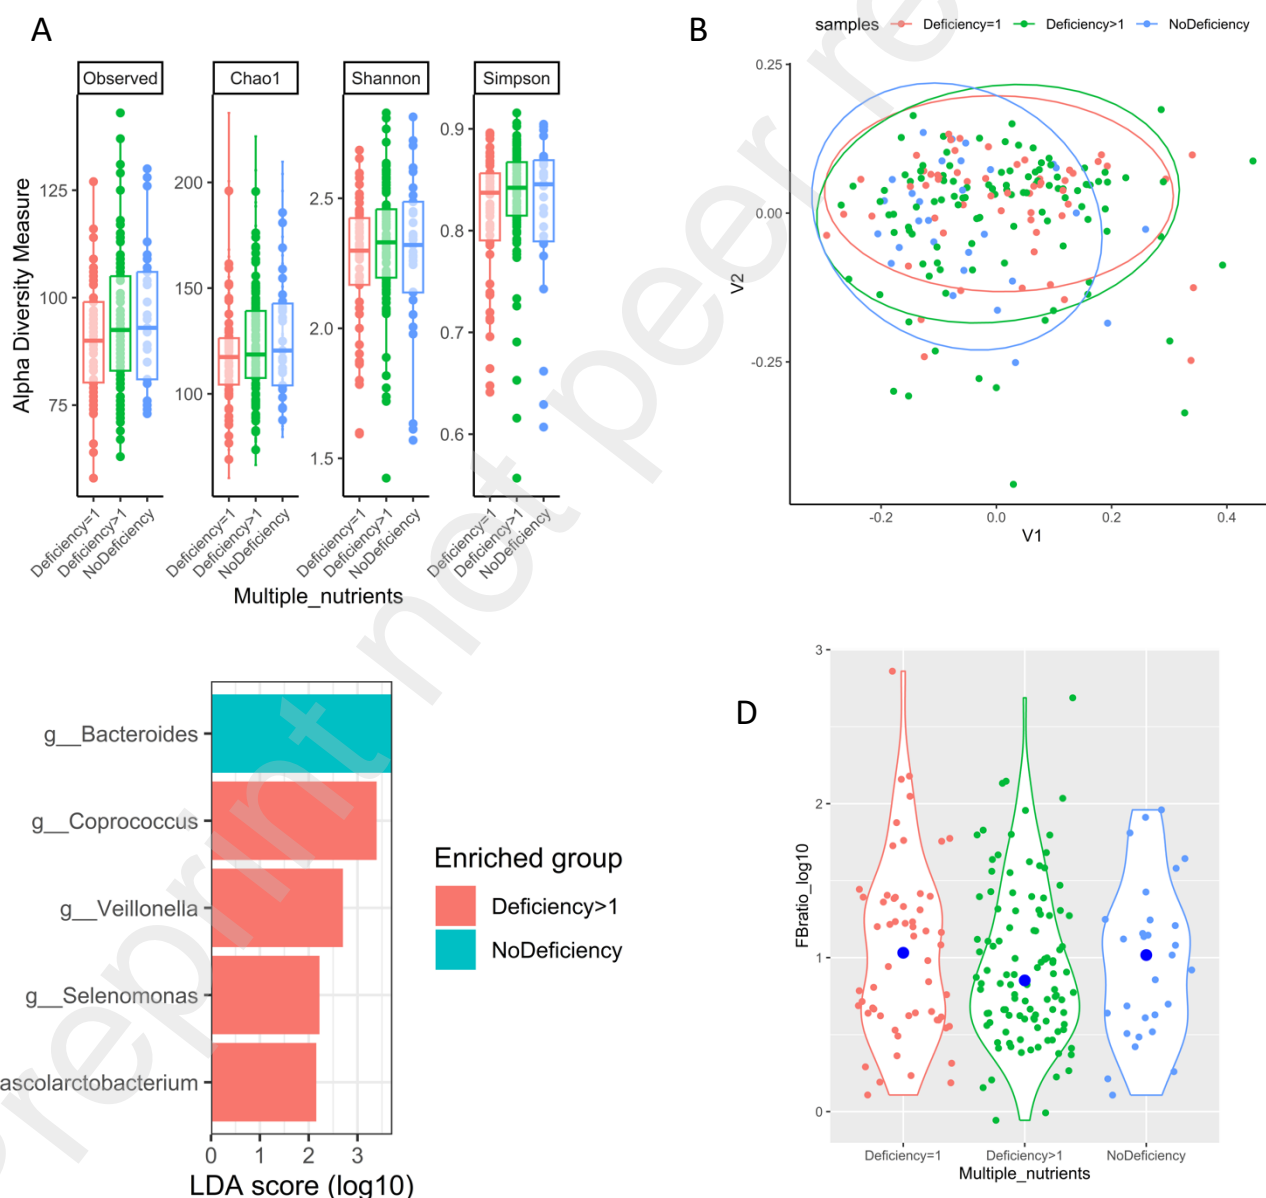 A
Observed
Chao1
Shannon
Simpson
Alpha Diversity Measure
125
100
75
200
150
100
2.5
2.0
1.5
0.9
0.8
0.7
0.6
Deficiency=1
Deficiency>1
NoDeficiency
Deficiency=1
Deficiency>1
NoDeficiency
Deficiency=1
Deficiency>1
NoDeficiency
Deficiency=1
Deficiency>1
NoDeficiency
Multiple_nutrients
B
samples Deficiency=1 Deficiency>1 NoDeficiency
0.25
0.00
-0.25
V2
-0.2 0.0 0.2 0.4
V1
g__Bacteroides
g__Coprococcus
g__Veillonella
g__Selenomonas
ascolarctobacterium
0 1 2 3
LDA score (log10)
Enriched group
Deficiency>1
NoDeficiency
D
3
2
1
0
FBratio_log10
Deficiency=1 Deficiency>1 NoDeficiency
Multiple_nutrients
Preprint not peer re